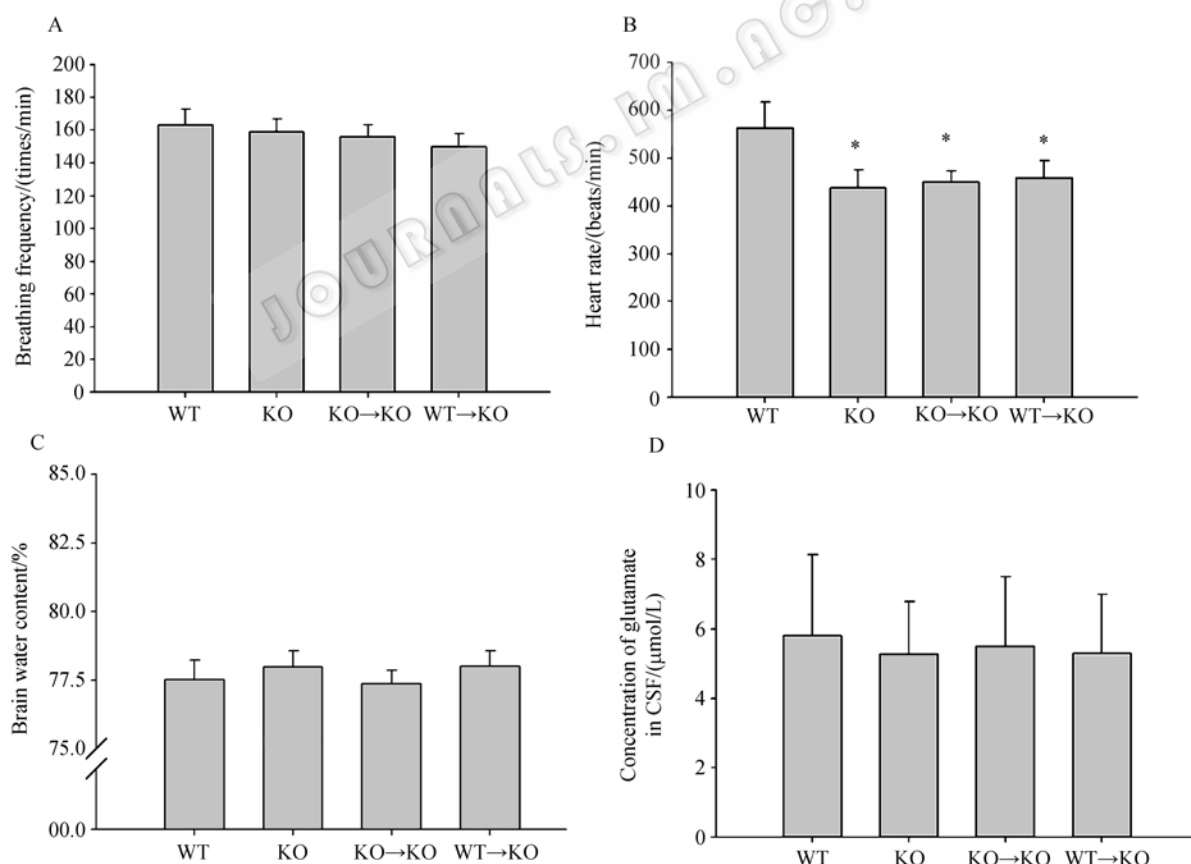 A
Breathing frequency/(times/min)
200
180
160
140
120
100
80
60
40
20
0
WT KO KO→KO WT→KO
B
Heart rate/(beats/min)
700
600
500
400
300
200
100
0
*
*
*
WT KO KO→KO WT→KO
C
Brain water content/%
85.0
82.5
80.0
77.5
75.0
00.0
WT KO KO→KO WT→KO
D
Concentration of glutamate
in CSF/(μmol/L)
10
8
6
4
2
0
WT KO KO→KO WT→KO
JOURNALS.IM.AC.